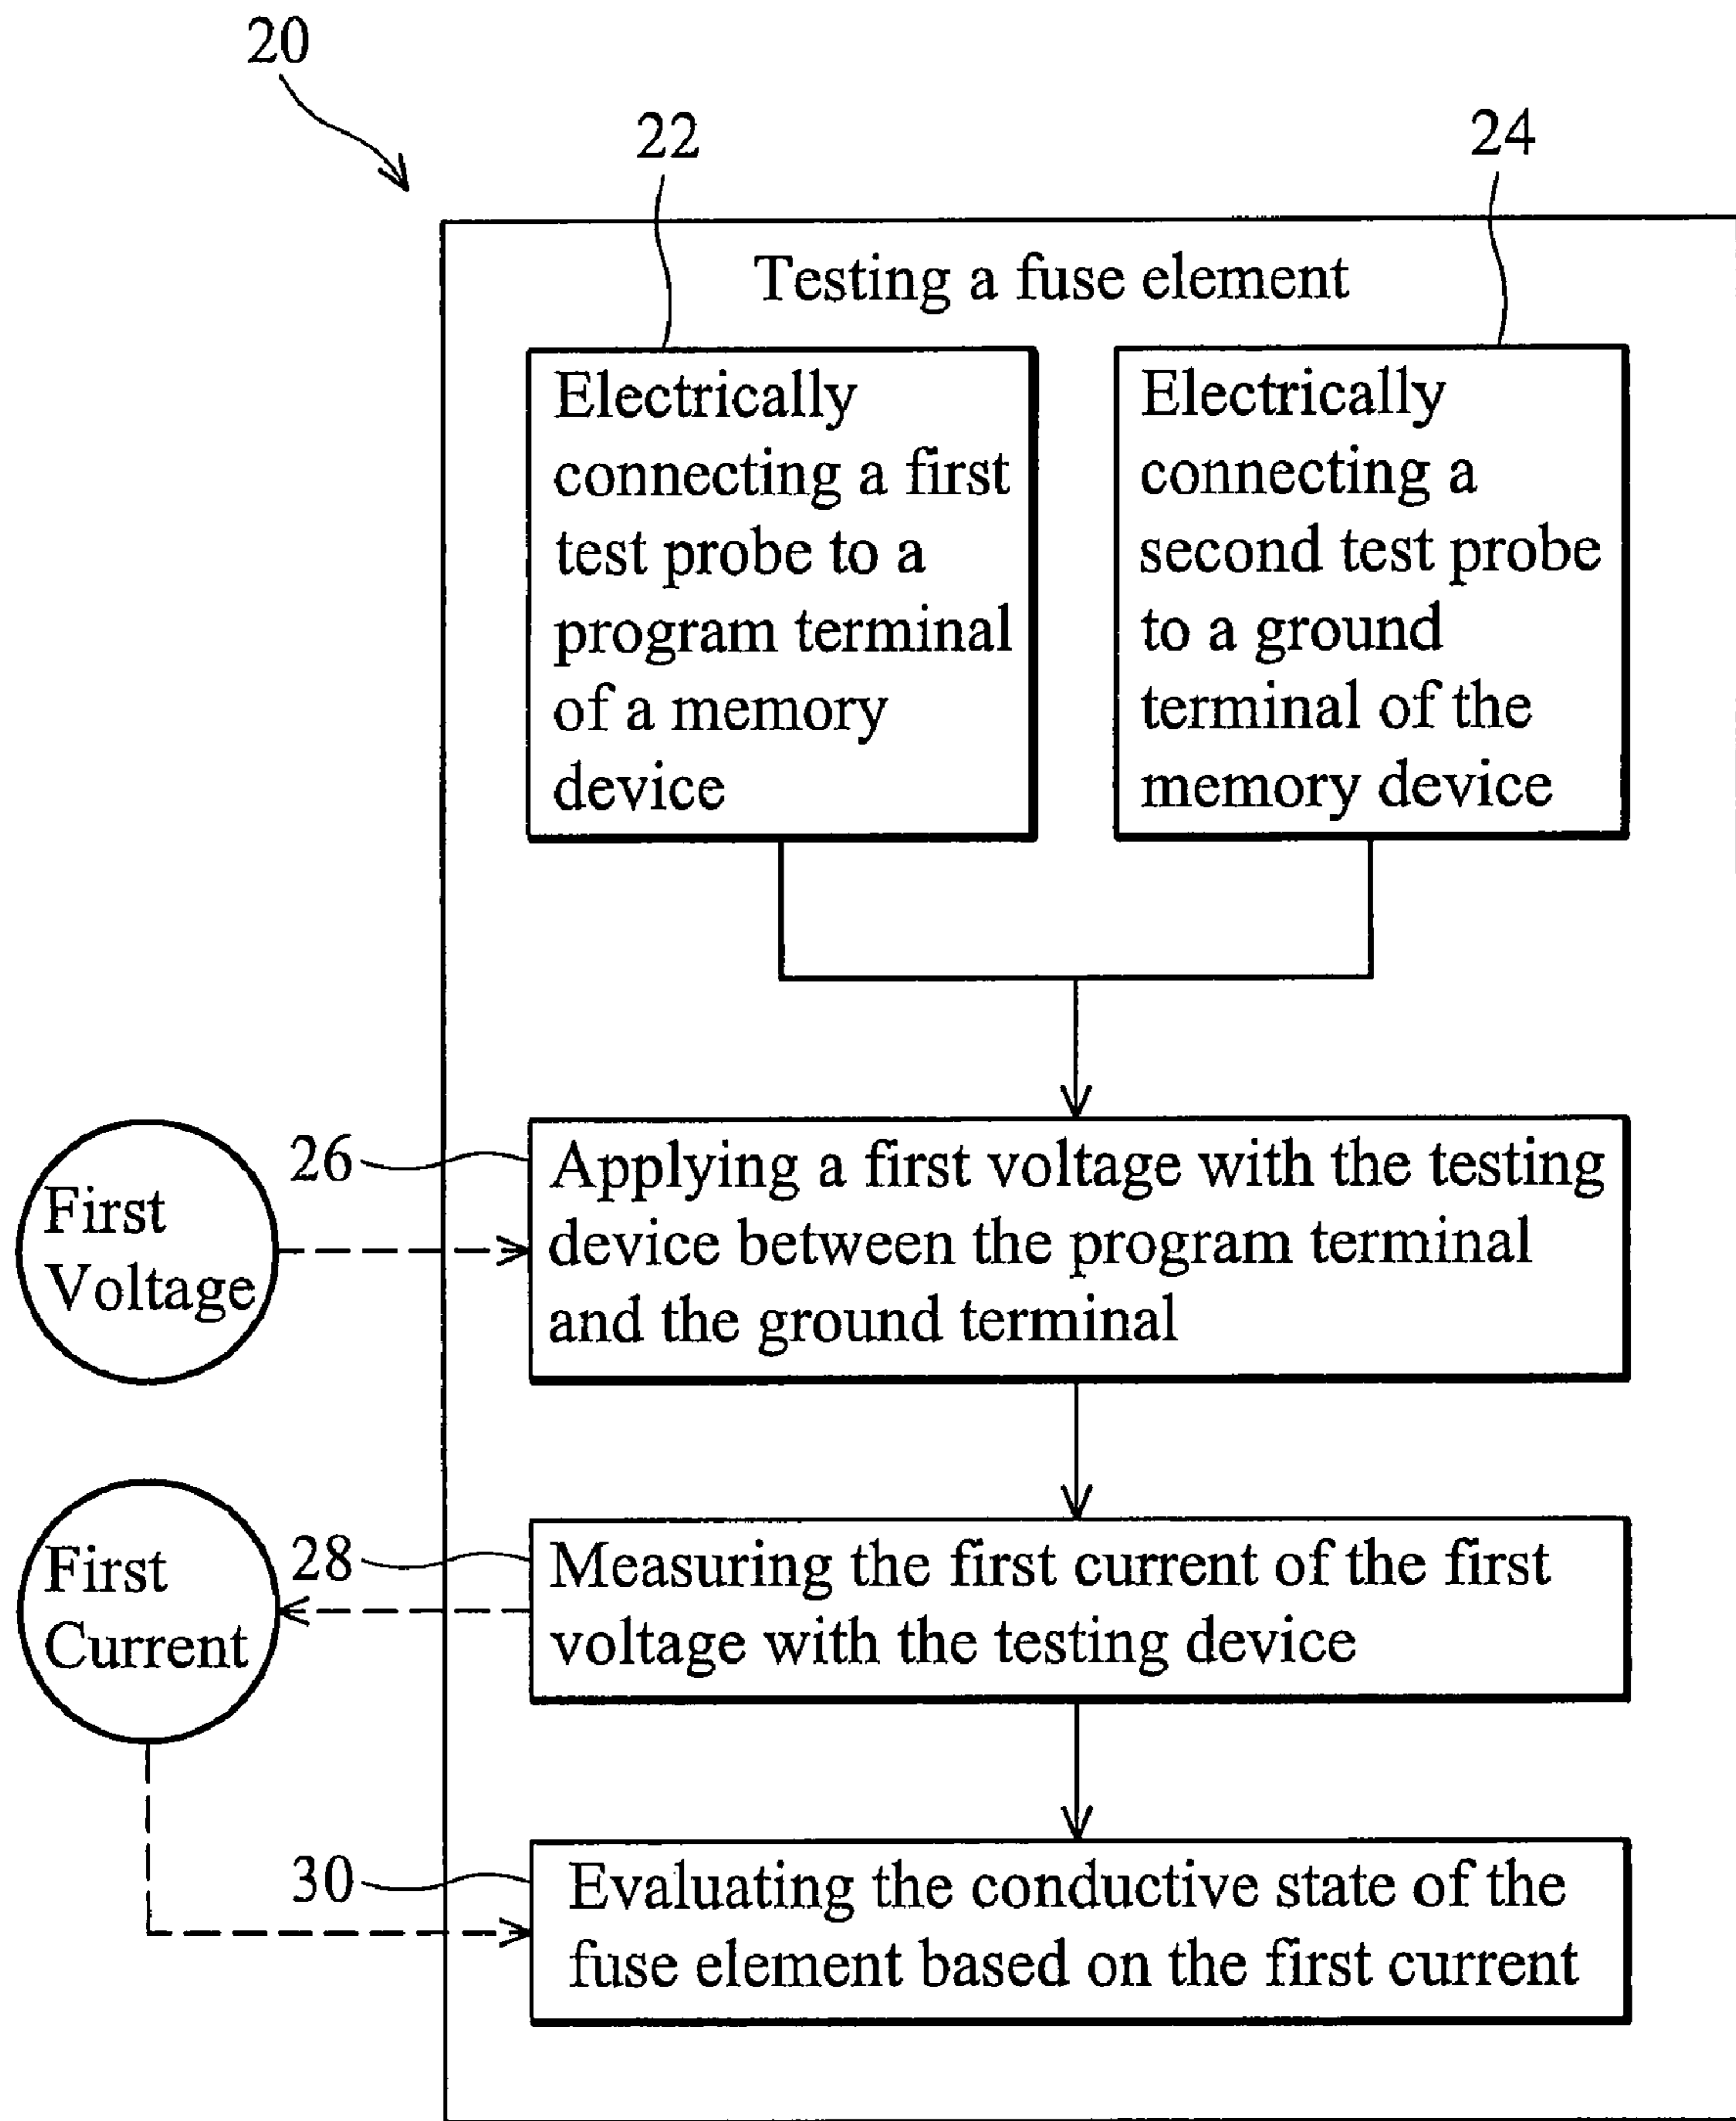 20
22
24
Testing a fuse element
Electrically
connecting a first
test probe to a
program terminal
of a memory
device
Electrically
connecting a
second test probe
to a ground
terminal of the
memory device
First
Voltage
26
Applying a first voltage with the testing
device between the program terminal
and the ground terminal
First
Current
28
Measuring the first current of the first
voltage with the testing device
30
Evaluating the conductive state of the
fuse element based on the first current